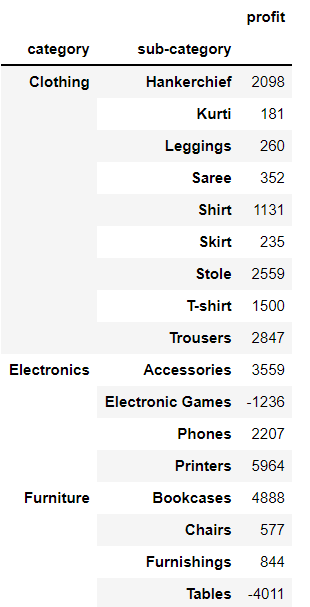 profit
category sub-category
Clothing Hankerchief 2098
Kurti 181
Leggings 260
Saree 352
Shirt 1131
Skirt 235
Stole 2559
T-shirt 1500
Trousers 2847
Electronics Accessories 3559
Electronic Games -1236
Phones 2207
Printers 5964
Furniture Bookcases 4888
Chairs 577
Furnishings 844
Tables -4011